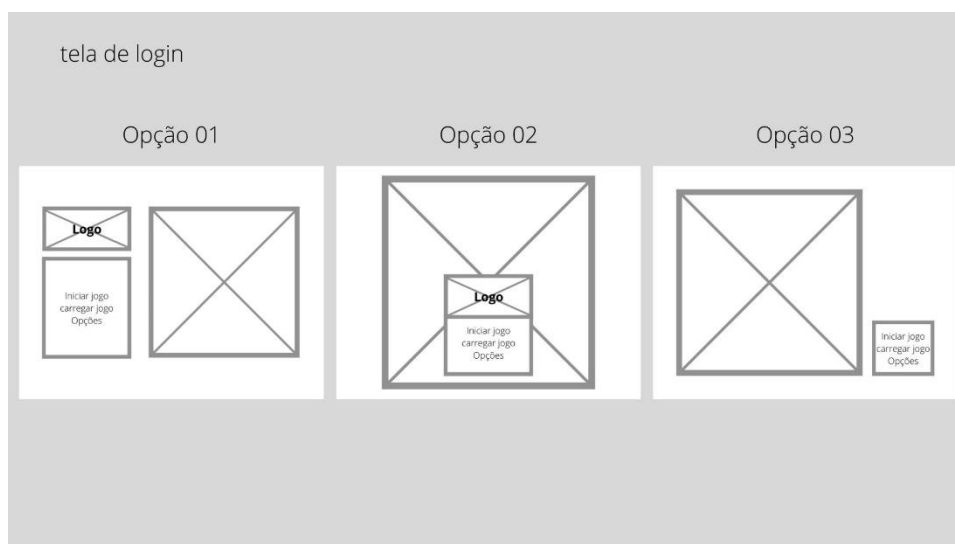 tela de login
Opção 01
Opção 02
Opção 03
Logo
Iniciar jogo
carregar jogo
Opções
Logo
Iniciar jogo
carregar jogo
Opções
Iniciar jogo
carregar jogo
Opções